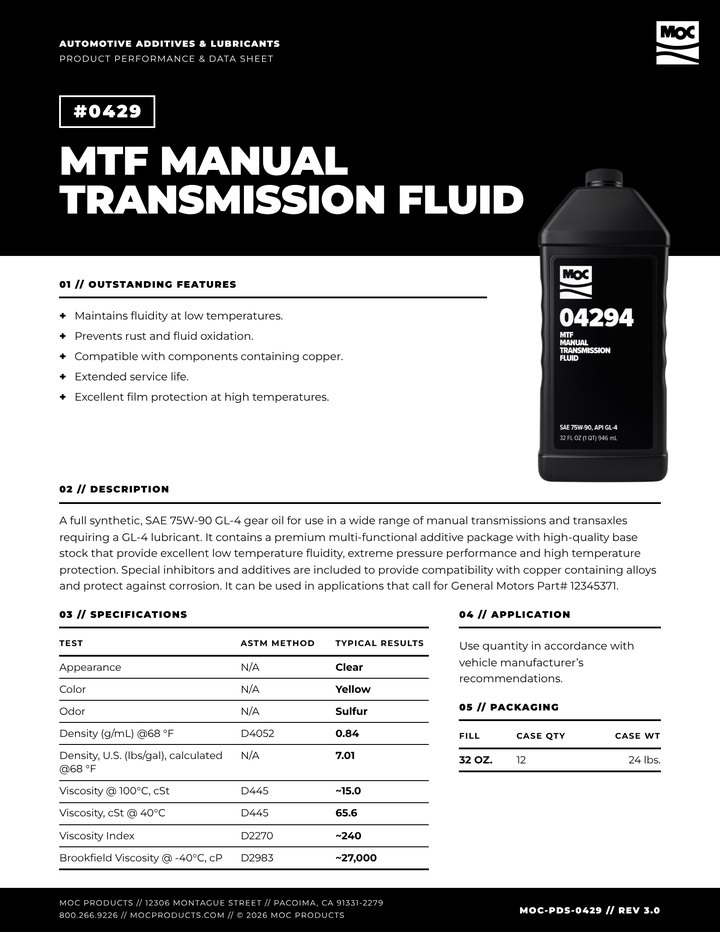 AUTOMOTIVE ADDITIVES & LUBRICANTS
PRODUCT PERFORMANCE & DATA SHEET
MOC
#0429
MTF MANUAL
TRANSMISSION FLUID
MOC
04294
MTF
MANUAL
TRANSMISSION
FLUID
SAE 75W-90, API GL-4
32 FL OZ (1 QT) 946 mL
01 // OUTSTANDING FEATURES
+ Maintains fluidity at low temperatures.
+ Prevents rust and fluid oxidation.
+ Compatible with components containing copper.
+ Extended service life.
+ Excellent film protection at high temperatures.
02 // DESCRIPTION
A full synthetic, SAE 75W-90 GL-4 gear oil for use in a wide range of manual transmissions and transaxles
requiring a GL-4 lubricant. It contains a premium multi-functional additive package with high-quality base
stock that provide excellent low temperature fluidity, extreme pressure performance and high temperature
protection. Special inhibitors and additives are included to provide compatibility with copper containing alloys
and protect against corrosion. It can be used in applications that call for General Motors Part# 12345371.
03 // SPECIFICATIONS
TEST ASTM METHOD TYPICAL RESULTS
Appearance N/A Clear
Color N/A Yellow
Odor N/A Sulfur
Density (g/mL) @68 °F D4052 0.84
Density, U.S. (lbs/gal), calculated N/A 7.01
@68 °F
Viscosity @ 100°C, cSt D445 ~15.0
Viscosity, cSt @ 40°C D445 65.6
Viscosity Index D2270 ~240
Brookfield Viscosity @ -40°C, cP D2983 ~27,000
04 // APPLICATION
Use quantity in accordance with
vehicle manufacturer’s
recommendations.
05 // PACKAGING
FILL CASE QTY CASE WT
32 OZ. 12 24 lbs.
MOC PRODUCTS // 12306 MONTAGUE STREET // PACOIMA, CA 91331-2279
800.266.9226 // MOCPRODUCTS.COM // © 2026 MOC PRODUCTS
MOC-PDS-0429 // REV 3.0